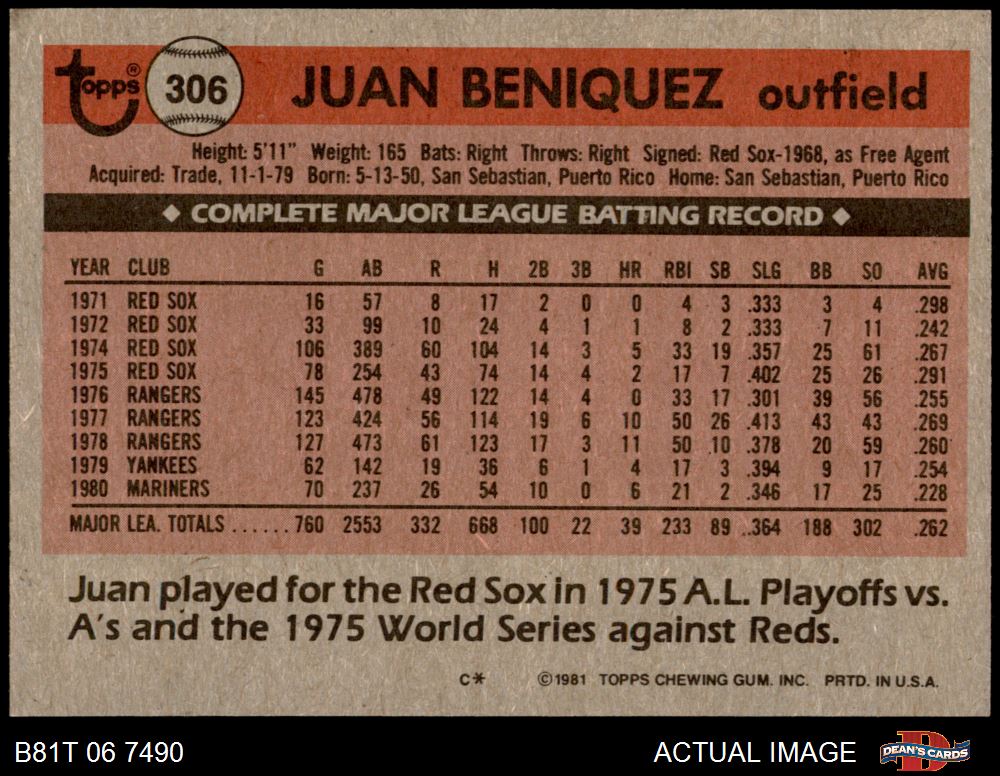 Topps® 306 JUAN BENIQUEZ outfield
Height: 5'11" Weight: 165 Bats: Right Throws: Right Signed: Red Sox-1968, as Free Agent
Acquired: Trade, 11-1-79 Born: 5-13-50, San Sebastian, Puerto Rico Home: San Sebastian, Puerto Rico
◆ COMPLETE MAJOR LEAGUE BATTING RECORD ◆
YEAR CLUB G AB R H 2B 3B HR RBI SB SLG BB SO AVG
1971 RED SOX 16 57 8 17 2 0 0 4 3 .333 3 4 .298
1972 RED SOX 33 99 10 24 4 1 1 8 2 .333 7 11 .242
1974 RED SOX 106 389 60 104 14 3 5 33 19 .357 25 61 .267
1975 RED SOX 78 254 43 74 14 4 2 17 7 .402 25 26 .291
1976 RANGERS 145 478 49 122 14 4 0 33 17 .301 39 56 .255
1977 RANGERS 123 424 56 114 19 6 10 50 26 .413 43 43 .269
1978 RANGERS 127 473 61 123 17 3 11 50 10 .378 20 59 .260
1979 YANKEES 62 142 19 36 6 1 4 17 3 .394 9 17 .254
1980 MARINERS 70 237 26 54 10 0 6 21 2 .346 17 25 .228
MAJOR LEA. TOTALS ......760 2553 332 668 100 22 39 233 89 ..364 188 302 .262
Juan played for the Red Sox in 1975 A.L. Playoffs vs.
A's and the 1975 World Series against Reds.
C* ©1981 TOPPS CHEWING GUM. INC. PRTD. IN U.S.A.
B81T 06 7490 ACTUAL IMAGE D DEAN'S CARDS